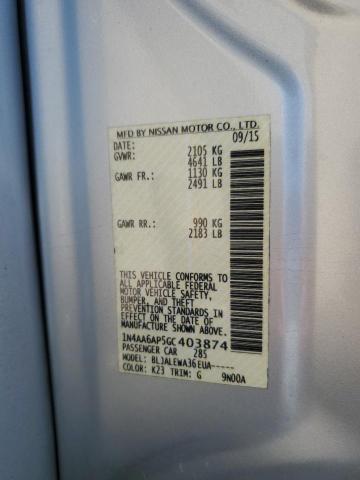 MFD BY NISSAN MOTOR CO., LTD.
DATE: 09/15
GVWR: 2105 KG
4641 LB
GAWR FR.: 1130 KG
2491 LB
GAWR RR.: 990 KG
2183 LB
THIS VEHICLE CONFORMS TO
ALL APPLICABLE FEDERAL
MOTOR VEHICLE SAFETY,
BUMPER, AND THEFT
PREVENTION STANDARDS
IN EFFECT ON THE DATE OF
MANUFACTURE SHOWN ABOVE.
1N4AA6AP5GC403874
PASSENGER CAR 285
MODEL: BLJALEWA36EUA-----
COLOR: K23 TRIM: G 9N00A